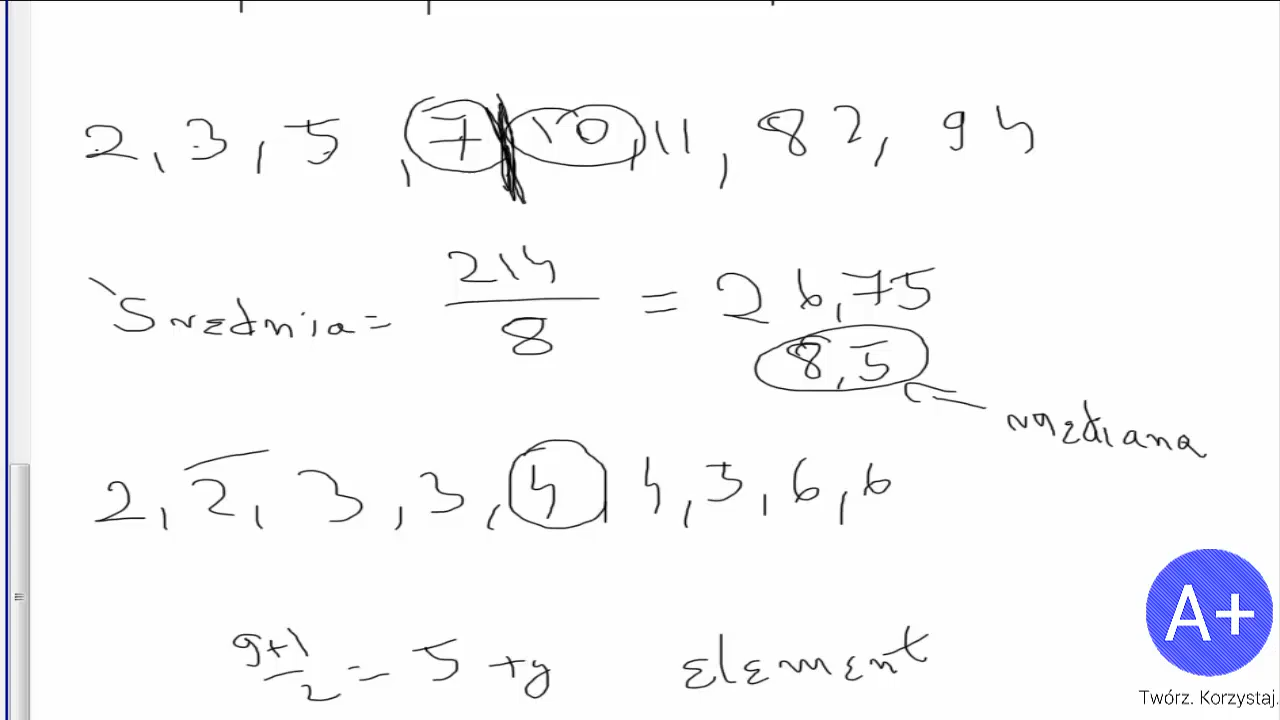 2, 3, 5, 7 10, 11, 82, 94
Średnia = 214/8 = 26,75
8,5
mediana
2, 2, 3, 3, 4, 4, 5, 6, 6
9+1/2 = 5 ty element
A+
Twórz. Korzystaj.